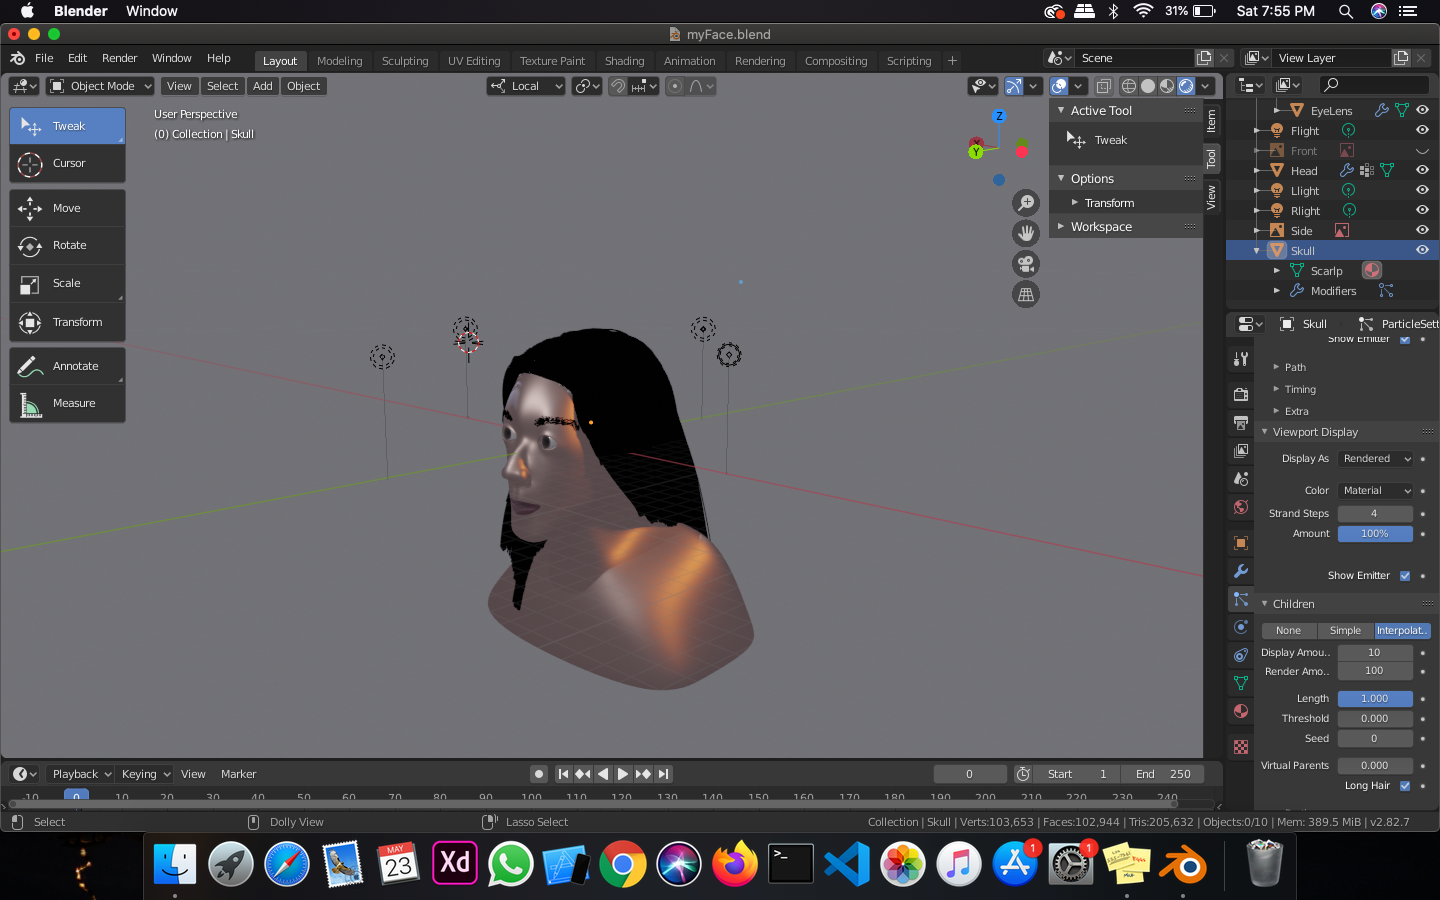 Blender Window 31% Sat 7:55 PM
myFace.blend
File Edit Render Window Help Layout Modeling Sculpting UV Editing Texture Paint Shading Animation Rendering Compositing Scripting + Scene View Layer
Object Mode View Select Add Object Local
User Perspective
(0) Collection | Skull
Tweak
Cursor
Move
Rotate
Scale
Transform
Annotate
Measure
Z
Y
Active Tool
Tweak
Options
Transform
Workspace
Item
Tool
View
EyeLens
Flight
Front
Head
Llight
Rlight
Side
Skull
Scarlp
Modifiers
Skull ParticleSett
Show Emitter
Path
Timing
Extra
Viewport Display
Display As Rendered
Color Material
Strand Steps 4
Amount 100%
Show Emitter
Children
None Simple Interpolat..
Display Amou.. 10
Render Amo.. 100
Length 1.000
Threshold 0.000
Seed 0
Virtual Parents 0.000
Long Hair
Playback Keying View Marker 0 Start 1 End 250
-10 0 10 20 30 40 50 60 70 80 90 100 110 120 130 140 150 160 170 180 190 200 210 220 230 240
Select Dolly View Lasso Select Collection | Skull | Verts:103,653 | Faces:102,944 | Tris:205,632 | Objects:0/10 | Mem: 389.5 MiB | v2.82.7
MAY
23
Xd
>_
1
1